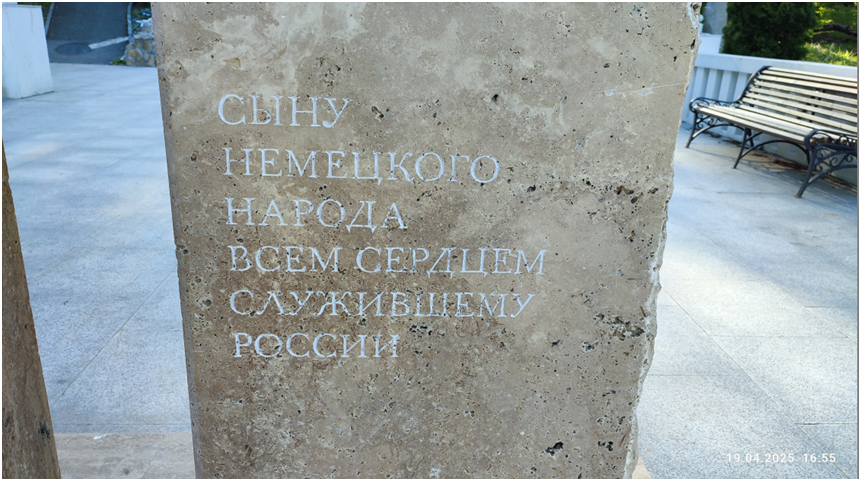 СЫНУ
НЕМЕЦКОГО
НАРОДА
ВСЕМ СЕРДЦЕМ
СЛУЖИВШЕМУ
РОССИИ
19.04.2025 16:55